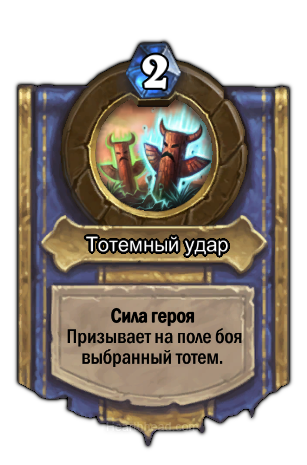 2
Тотемный удар
Сила героя
Призывает на поле боя
выбранный тотем.